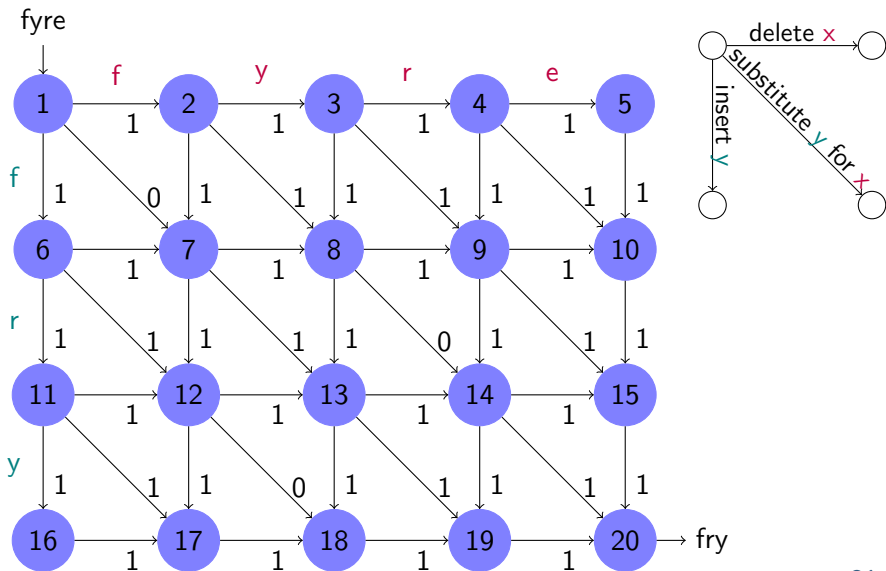 fyre
f y r e
1 2 3 4 5
1 1 1 1
f
1 0 1 1 1 1 1 1 1
6 7 8 9 10
1 1 1 1
r
1 1 1 1 1 0 1 1 1
11 12 13 14 15
1 1 1 1
y
1 1 1 0 1 1 1 1 1
16 17 18 19 20 fry
1 1 1 1
delete x
substitute y for x
insert y